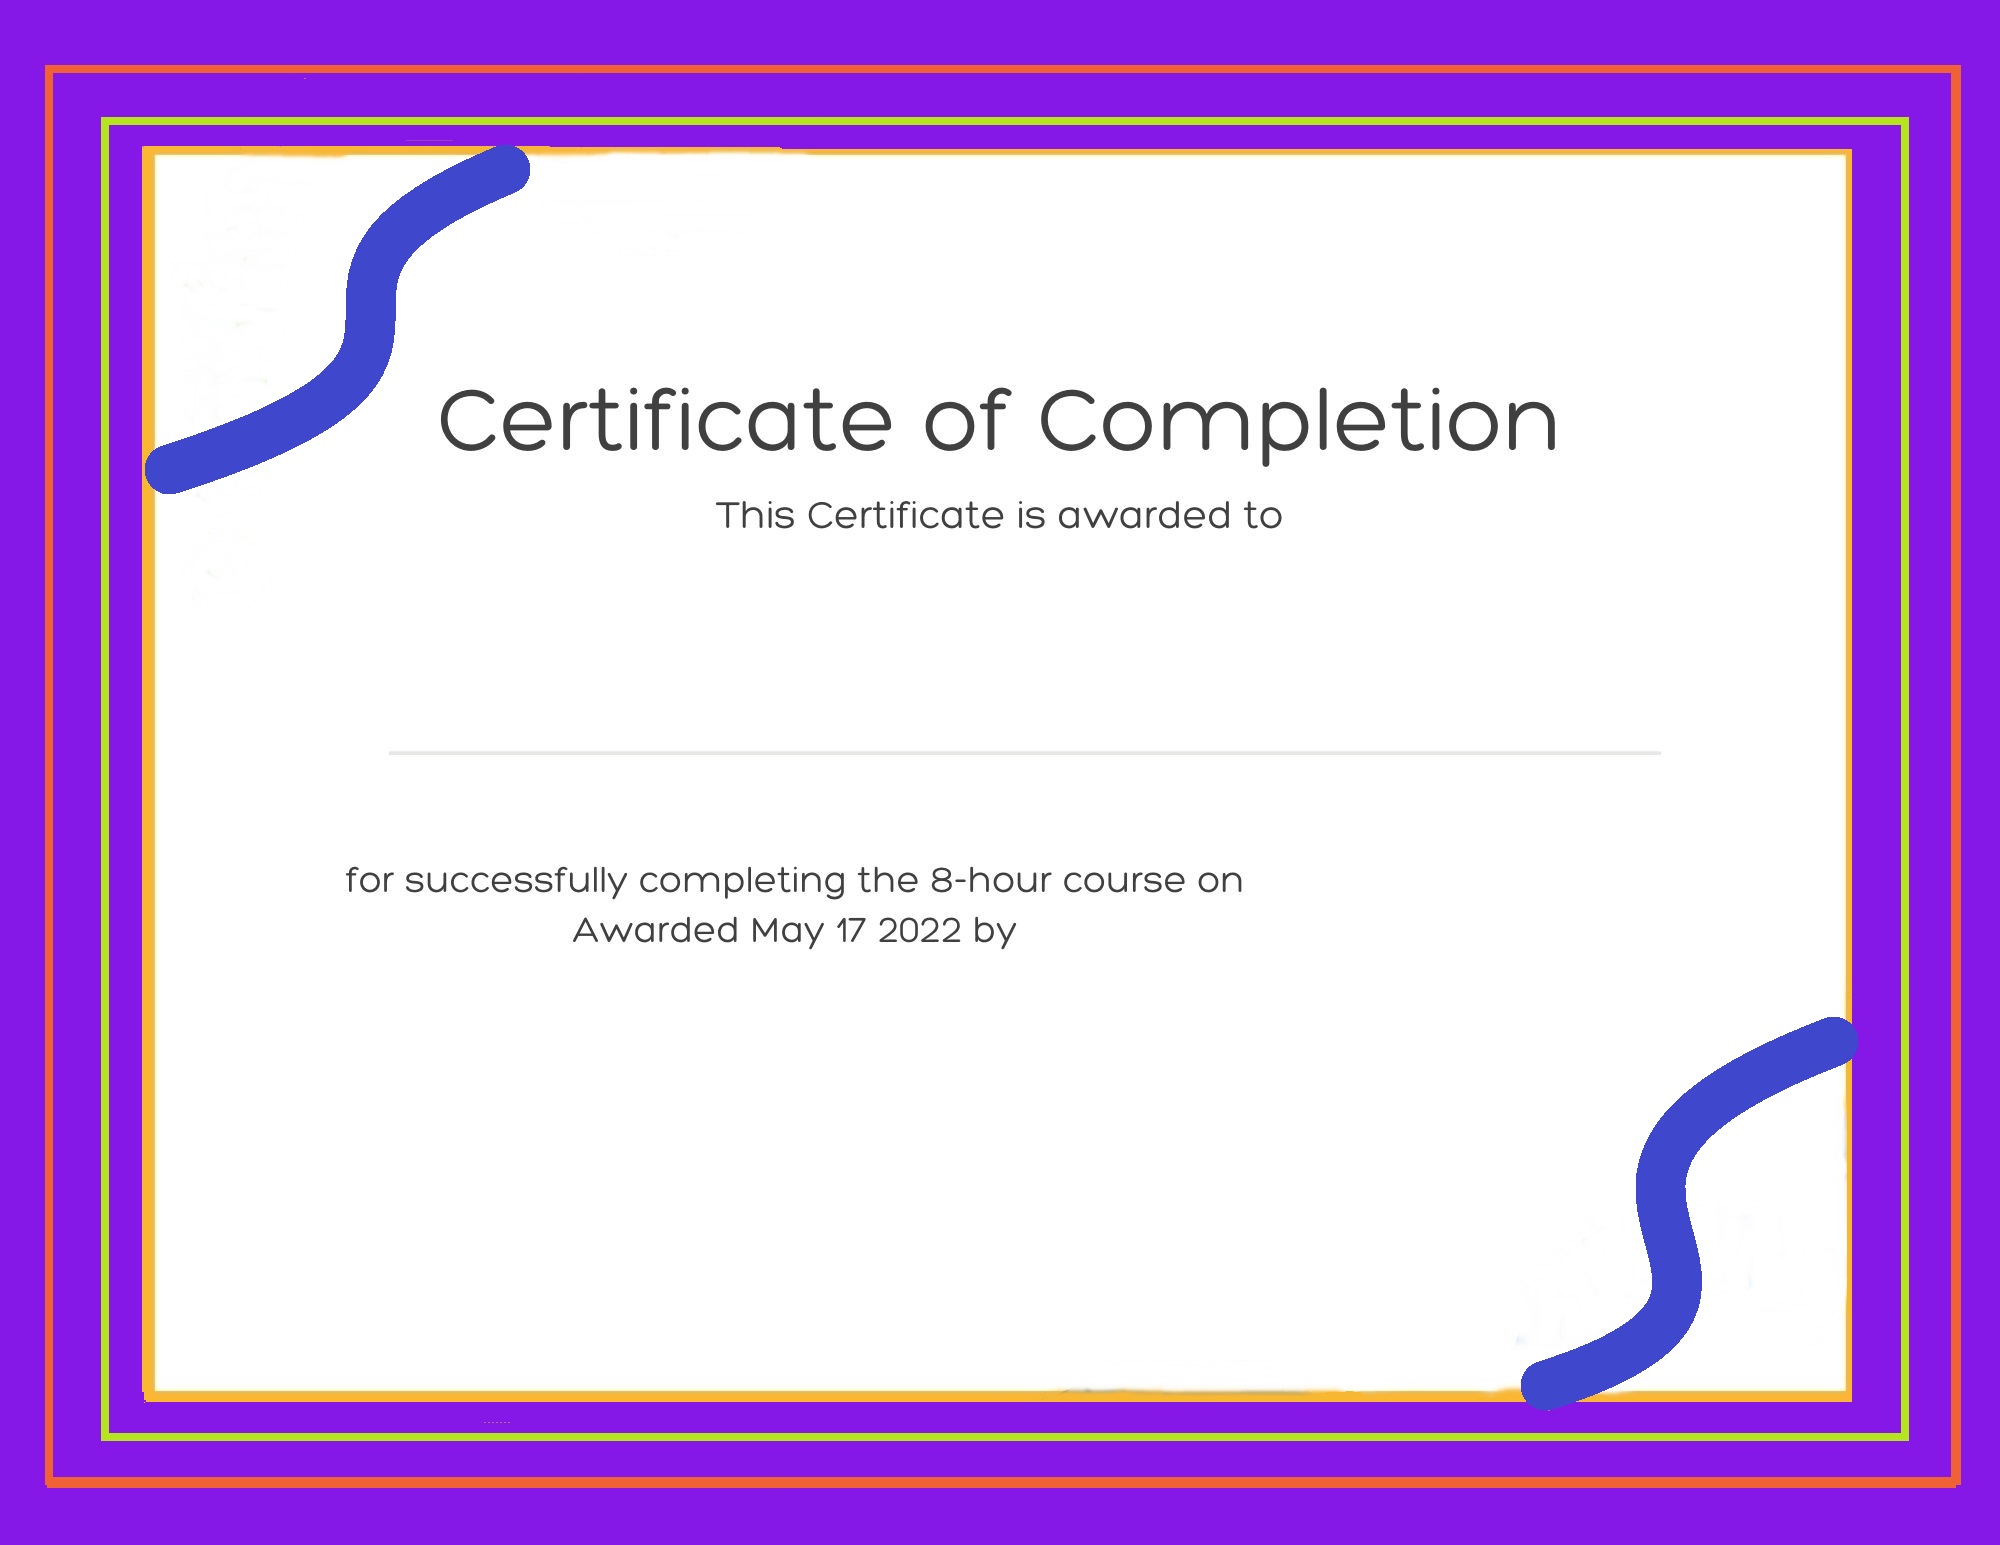 Certificate of Completion
This Certificate is awarded to
for successfully completing the 8-hour course on
Awarded May 17 2022 by